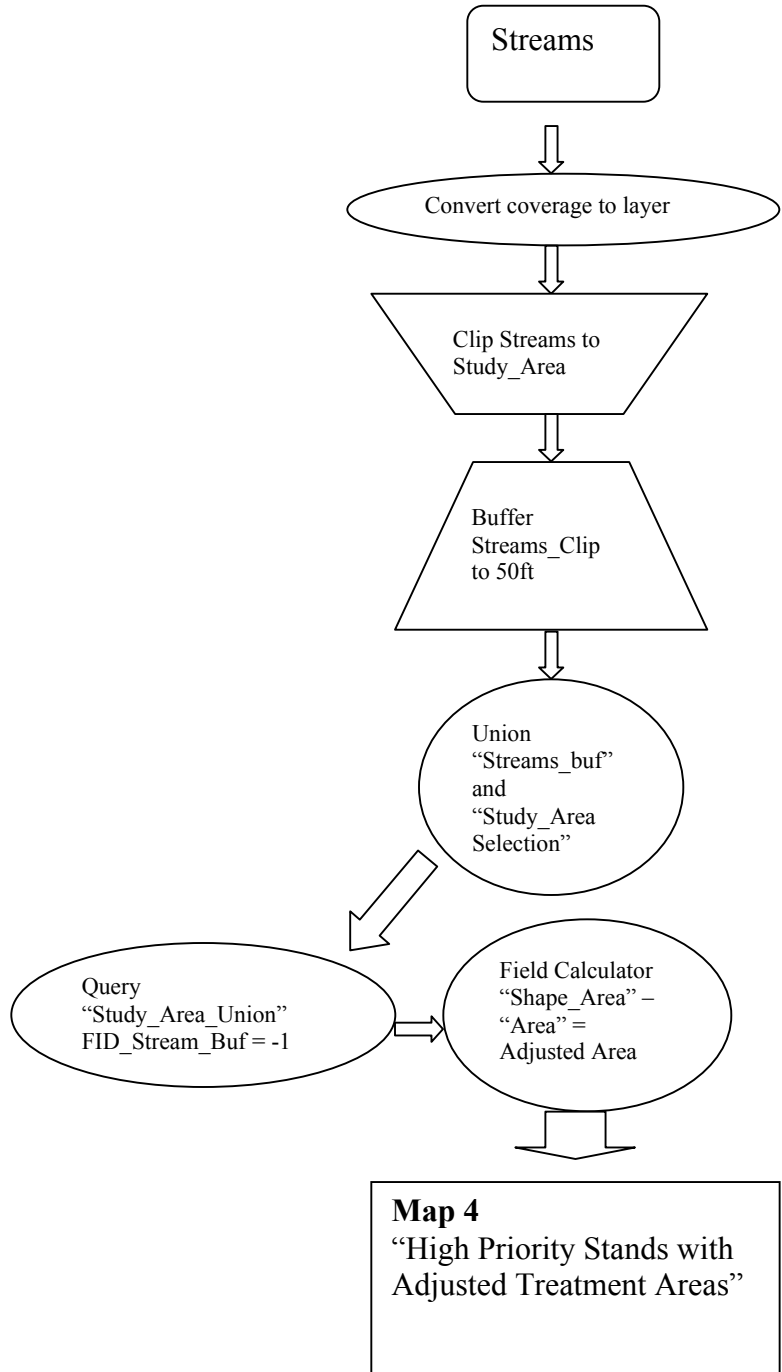 Streams
Convert coverage to layer
Clip Streams to
Study_Area
Buffer
Streams_Clip
to 50ft
Union
“Streams_buf”
and
“Study_Area
Selection”
Query
“Study_Area_Union”
FID_Stream_Buf = -1
Field Calculator
“Shape_Area” –
“Area” =
Adjusted Area
Map 4
“High Priority Stands with
Adjusted Treatment Areas”